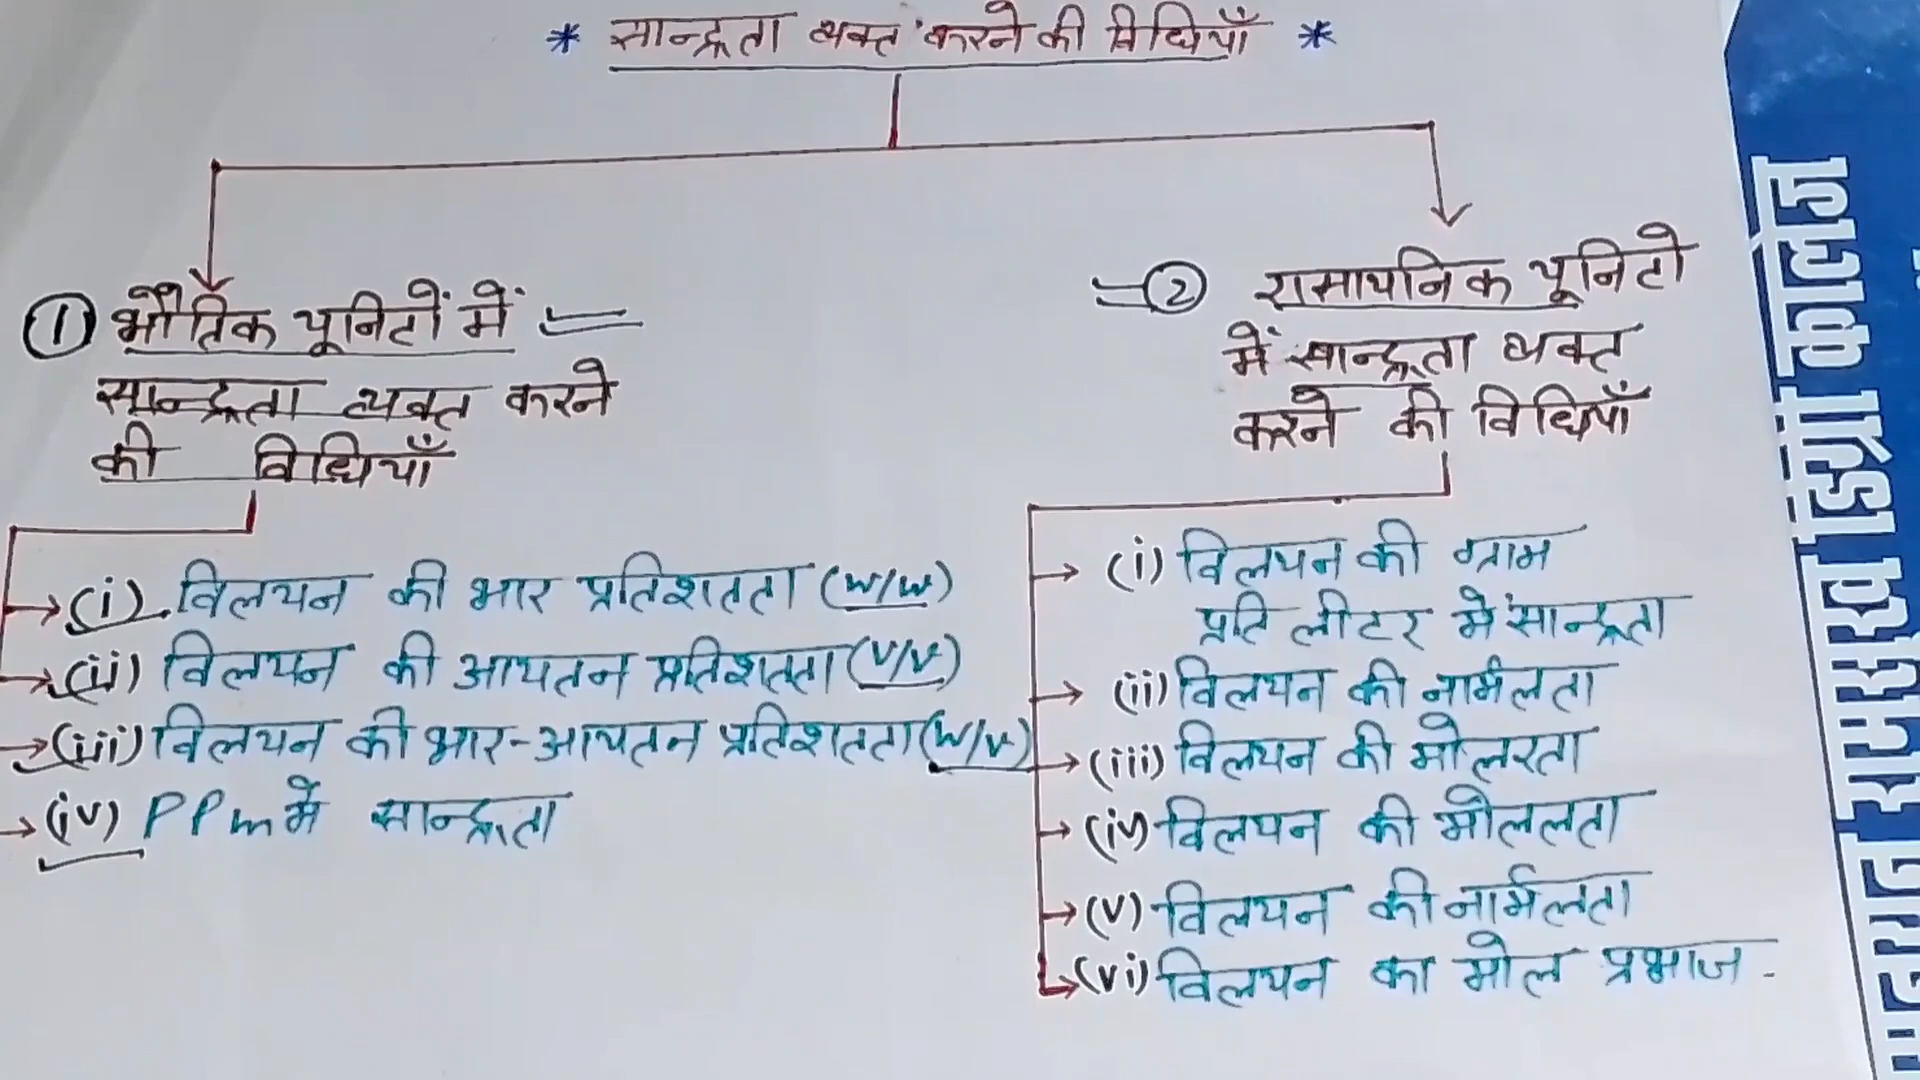 * सान्द्रता व्यक्त करने की विधियाँ *
① भौतिक यूनिटों में
सान्द्रता व्यक्त करने
की विधियाँ
(i) विलयन की भार प्रतिशतता (w/w)
(ii) विलयन की आयतन प्रतिशतता (v/v)
(iii) विलयन की भार-आयतन प्रतिशतता (w/v)
(iv) PPm में सान्द्रता
② रासायनिक यूनिटो
में सान्द्रता व्यक्त
करने की विधियाँ
(i) विलयन की ग्राम
प्रति लीटर में सान्द्रता
(ii) विलयन की नार्मलता
(iii) विलयन की मोलरता
(iv) विलयन की मोललता
(v) विलयन की नार्मलता
(vi) विलयन का मोल प्रभाज -
डिग्री कालेज